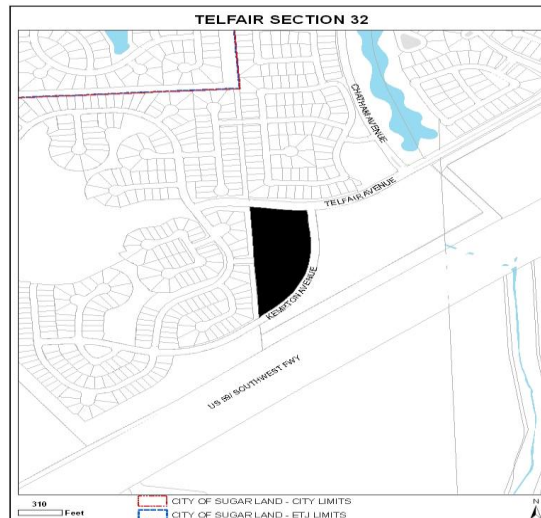 TELFAIR SECTION 32
CHATHAM AVENUE
TELFAIR AVENUE
KEMPTON AVENUE
US 59/ SOUTHWEST FWY
310
Feet
CITY OF SUGAR LAND - CITY LIMITS
CITY OF SUGAR LAND - ETJ LIMITS
N